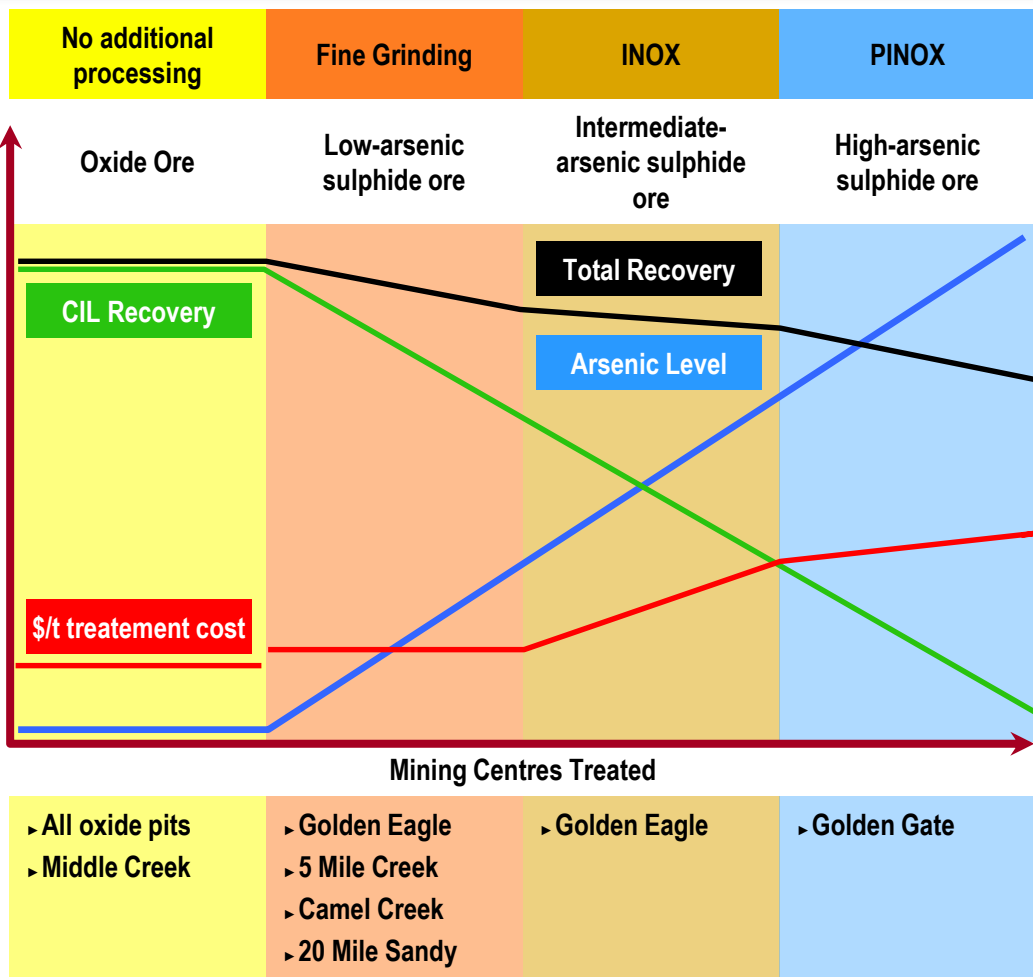 No additional
processing
Fine Grinding
INOX
PINOX
Oxide Ore
Low-arsenic
sulphide ore
Intermediate-
arsenic sulphide
ore
High-arsenic
sulphide ore
Total Recovery
CIL Recovery
Arsenic Level
$/t treatement cost
Mining Centres Treated
► All oxide pits
► Middle Creek
► Golden Eagle
► 5 Mile Creek
► Camel Creek
► 20 Mile Sandy
► Golden Eagle
► Golden Gate